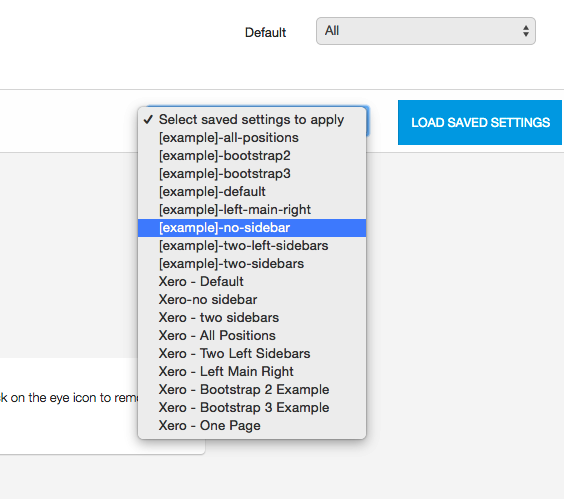 Default All
Select saved settings to apply
LOAD SAVED SETTINGS
[example]-all-positions
[example]-bootstrap2
[example]-bootstrap3
[example]-default
[example]-left-main-right
[example]-no-sidebar
[example]-two-left-sidebars
[example]-two-sidebars
Xero - Default
Xero-no sidebar
Xero - two sidebars
Xero - All Positions
Xero - Two Left Sidebars
Xero - Left Main Right
Xero - Bootstrap 2 Example
on the eye icon to
Xero - Bootstrap 3 Example
Xero - One Page